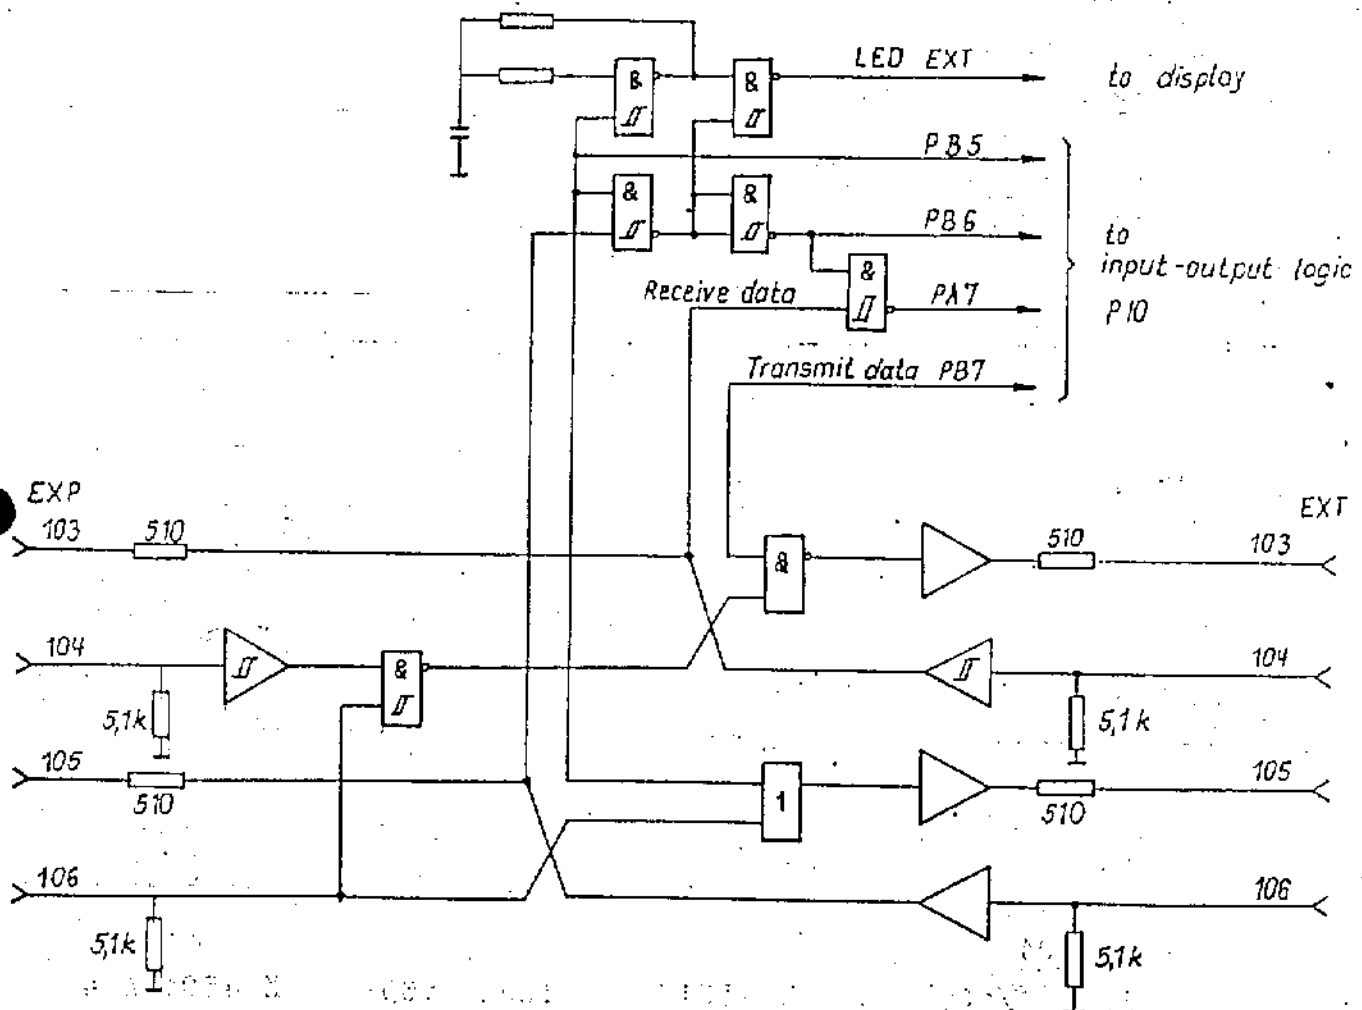 LED EXT
to display
&
&
PB5
&
&
PB6
to
input-output logic
P10
&
Receive data
PA7
Transmit data PB7
EXP
EXT
103
510
510
103
&
104
&
104
5,1k
5,1k
105
510
1
510
105
106
106
5,1k
5,1k